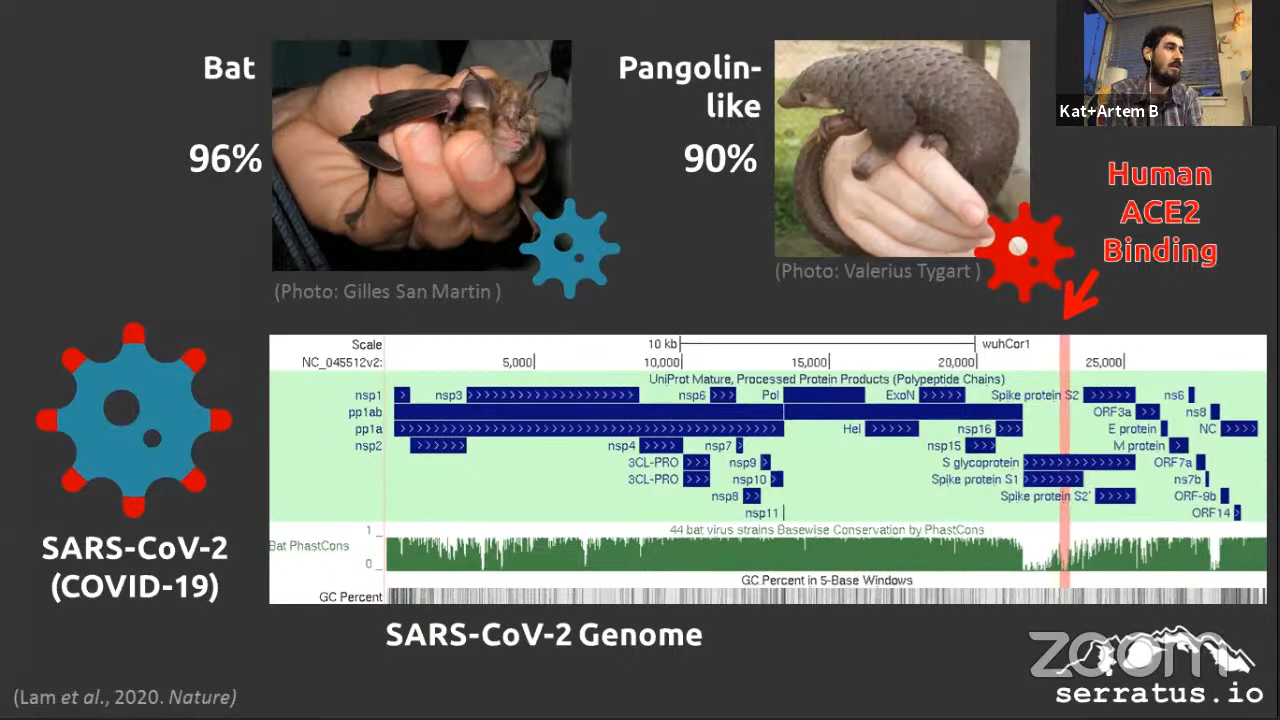 Bat
96%
(Photo: Gilles San Martin )
Pangolin-
like
90%
(Photo: Valerius Tygart )
Kat+Artem B
Human
ACE2
Binding
SARS-CoV-2
(COVID-19)
Scale
10 kb
wuhCor1
NC_045512v2:
5,000
10,000
15,000
20,000
25,000
UniProt Mature, Processed Protein Products (Polypeptide Chains)
nsp1
nsp3
nsp6
Pol
ExoN
Spike protein S2
ns6
pp1ab
ORF3a
ns8
pp1a
Hel
nsp16
E protein
NC
nsp2
nsp4
nsp7
nsp15
M protein
3CL-PRO
nsp9
S glycoprotein
ORF7a
3CL-PRO
nsp10
Spike protein S1
ns7b
nsp8
Spike protein S2'
ORF-9b
nsp11
ORF14
1
44 bat virus strains Basewise Conservation by PhastCons
Bat PhastCons
0
GC Percent in 5-Base Windows
GC Percent
SARS-CoV-2 Genome
zoom
serratus.io
(Lam et al., 2020. Nature)